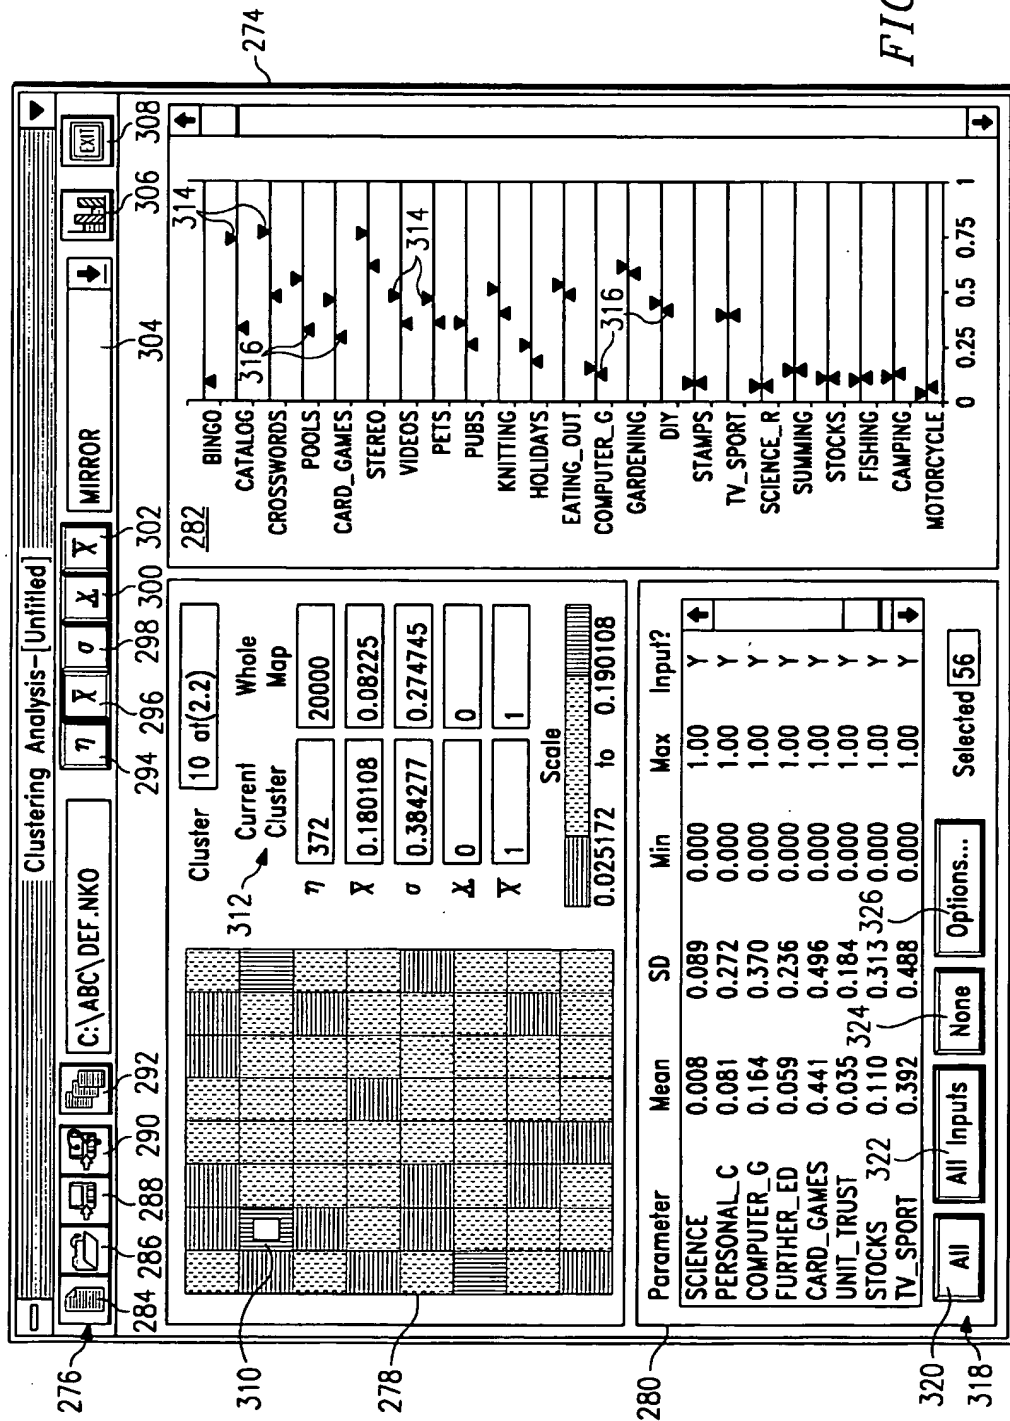 274
Clustering Analysis-[Untitled]
276
C:\ABC\DEF.NKO
η
X̅
σ
X̲
X̅
MIRROR
EXIT
284
286
288
290
292
294
296
298
300
302
304
306
308
310
278
312
Cluster
10 at(2.2)
Current Cluster
Whole Map
η
372
20000
X̅
0.180108
0.08225
σ
0.384277
0.274745
X̲
0
0
X̅
1
1
Scale
0.025172 to 0.190108
282
BINGO
CATALOG
CROSSWORDS
POOLS
CARD_GAMES
STEREO
VIDEOS
PETS
PUBS
KNITTING
HOLIDAYS
EATING_OUT
COMPUTER_G
GARDENING
DIY
STAMPS
TV_SPORT
SCIENCE_R
SUMMING
STOCKS
FISHING
CAMPING
MOTORCYCLE
0 0.25 0.5 0.75 1
314
316
314
316
280
Parameter Mean SD Min Max Input?
SCIENCE 0.008 0.089 0.000 1.00 Y
PERSONAL_C 0.081 0.272 0.000 1.00 Y
COMPUTER_G 0.164 0.370 0.000 1.00 Y
FURTHER_ED 0.059 0.236 0.000 1.00 Y
CARD_GAMES 0.441 0.496 0.000 1.00 Y
UNIT_TRUST 0.035 0.184 0.000 1.00 Y
STOCKS 0.110 0.313 0.000 1.00 Y
TV_SPORT 0.392 0.488 0.000 1.00 Y
322
324
326
All
All Inputs
None
Options...
Selected 56
320
318